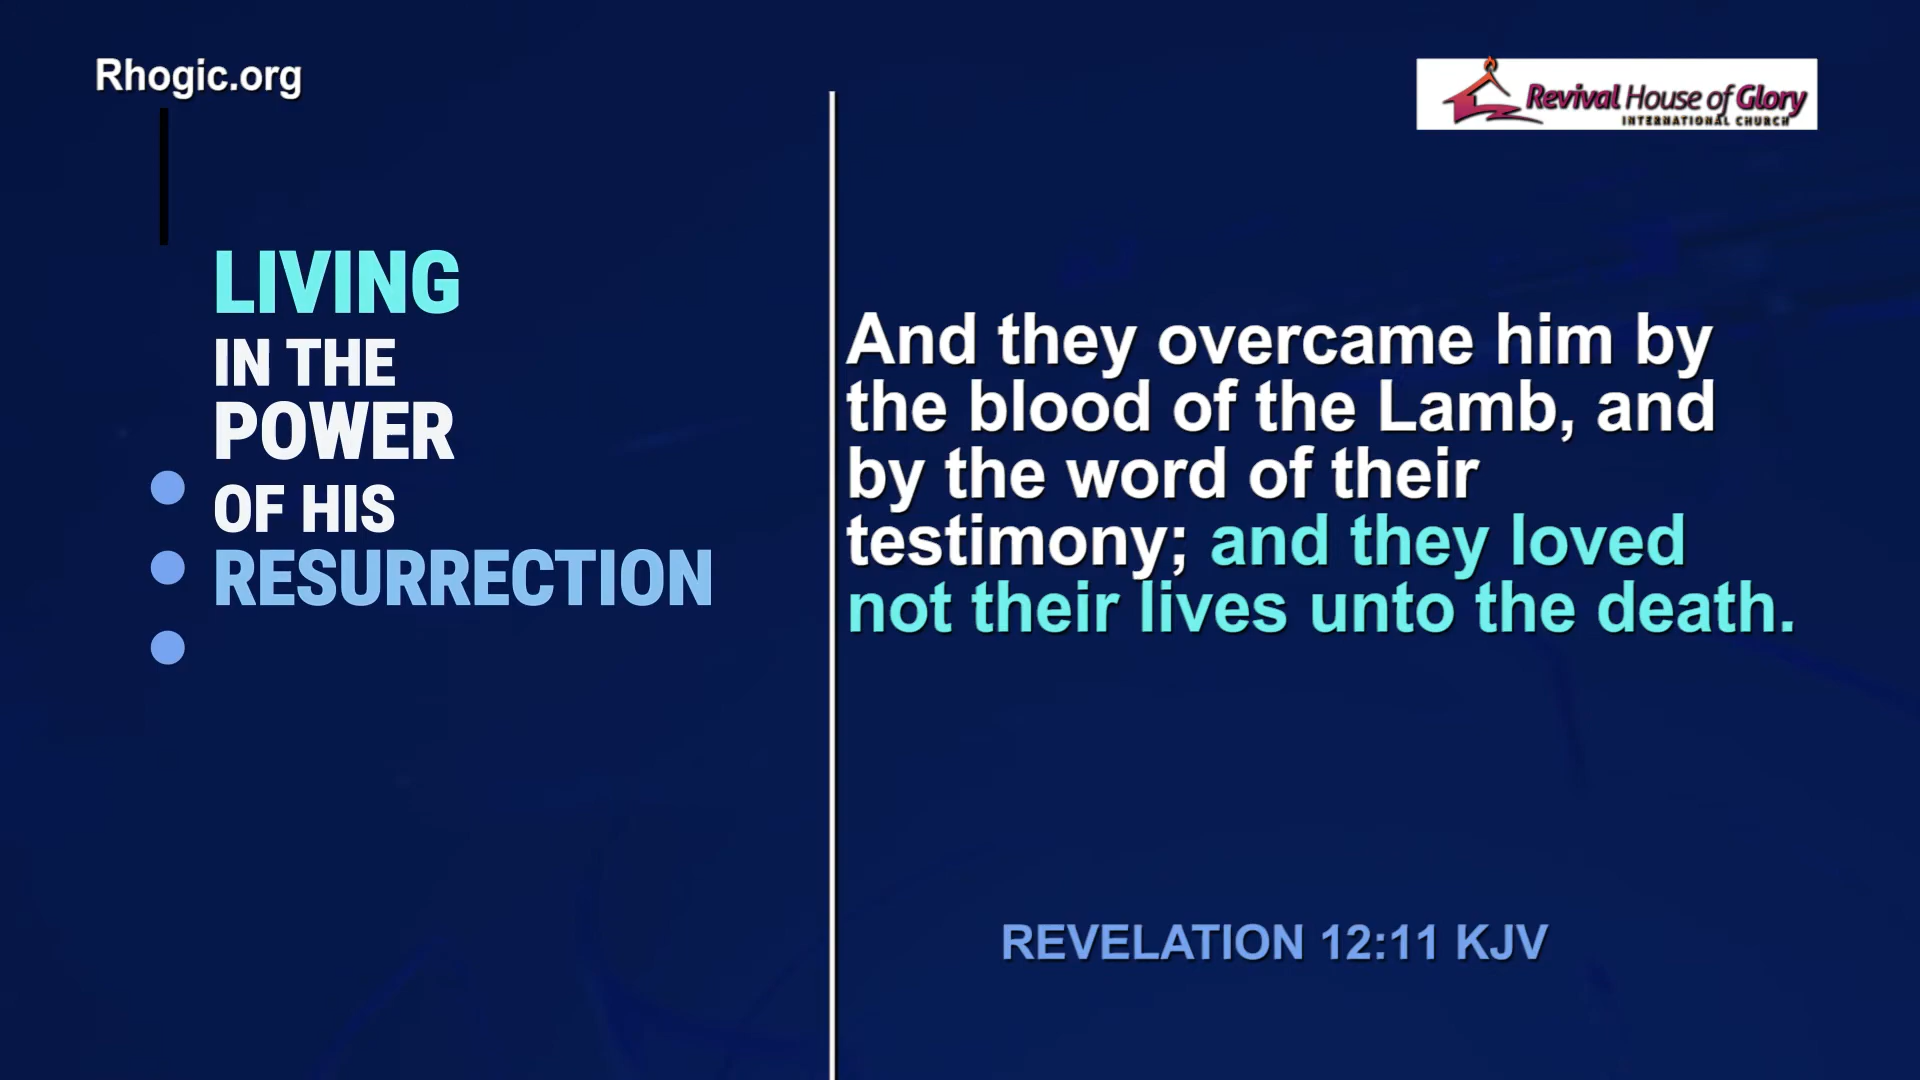 Rhogic.org
Revival House of Glory
INTERNATIONAL CHURCH
LIVING
IN THE
POWER
OF HIS
RESURRECTION
And they overcame him by
the blood of the Lamb, and
by the word of their
testimony; and they loved
not their lives unto the death.
REVELATION 12:11 KJV